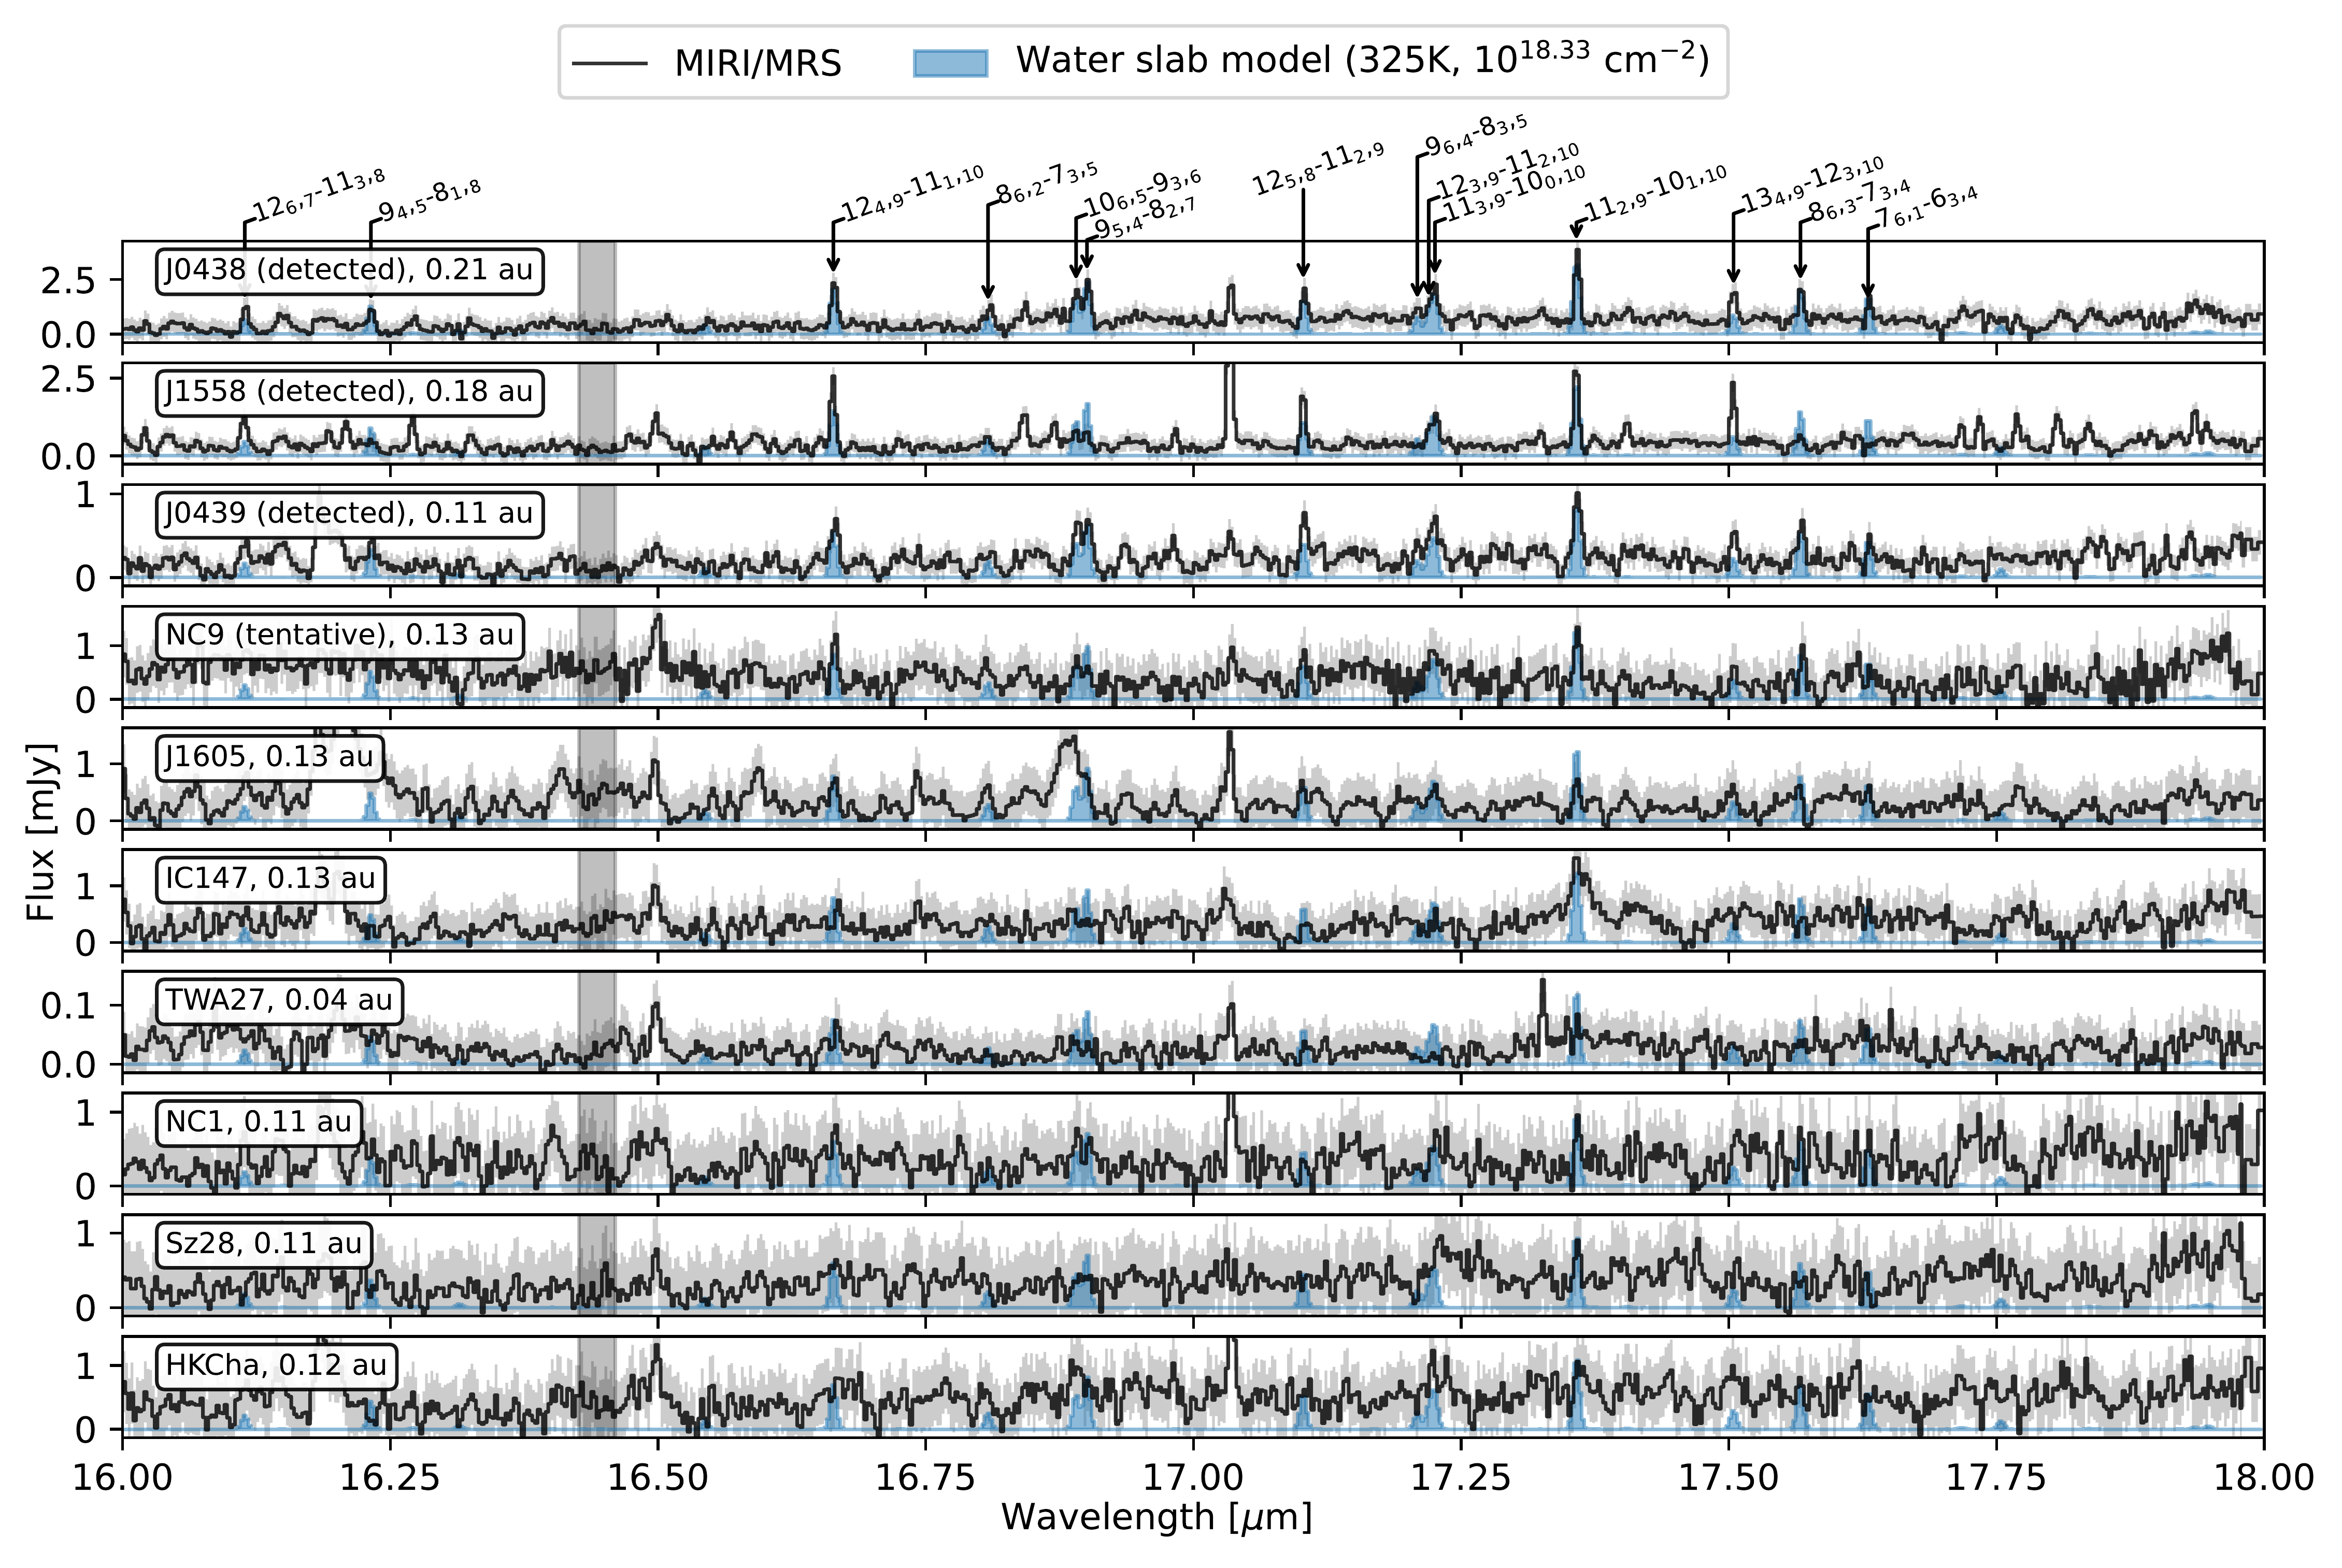 MIRI/MRS
Water slab model (325K, 10^18.33 cm^−2)
12_6,7-11_3,8
9_4,5-8_1,8
12_4,9-11_1,10
8_6,2-7_3,5
10_6,5-9_3,6
9_5,4-8_2,7
12_5,8-11_2,9
9_6,4-8_3,5
12_3,9-11_2,10
11_3,9-10_0,10
11_2,9-10_1,10
13_4,9-12_3,10
8_6,3-7_3,4
7_6,1-6_3,4
J0438 (detected), 0.21 au
2.5
0.0
J1558 (detected), 0.18 au
2.5
0.0
J0439 (detected), 0.11 au
1
0
NC9 (tentative), 0.13 au
1
0
J1605, 0.13 au
1
0
IC147, 0.13 au
1
0
TWA27, 0.04 au
0.1
0.0
NC1, 0.11 au
1
0
Sz28, 0.11 au
1
0
HKCha, 0.12 au
1
0
Flux [mJy]
16.00 16.25 16.50 16.75 17.00 17.25 17.50 17.75 18.00
Wavelength [μm]